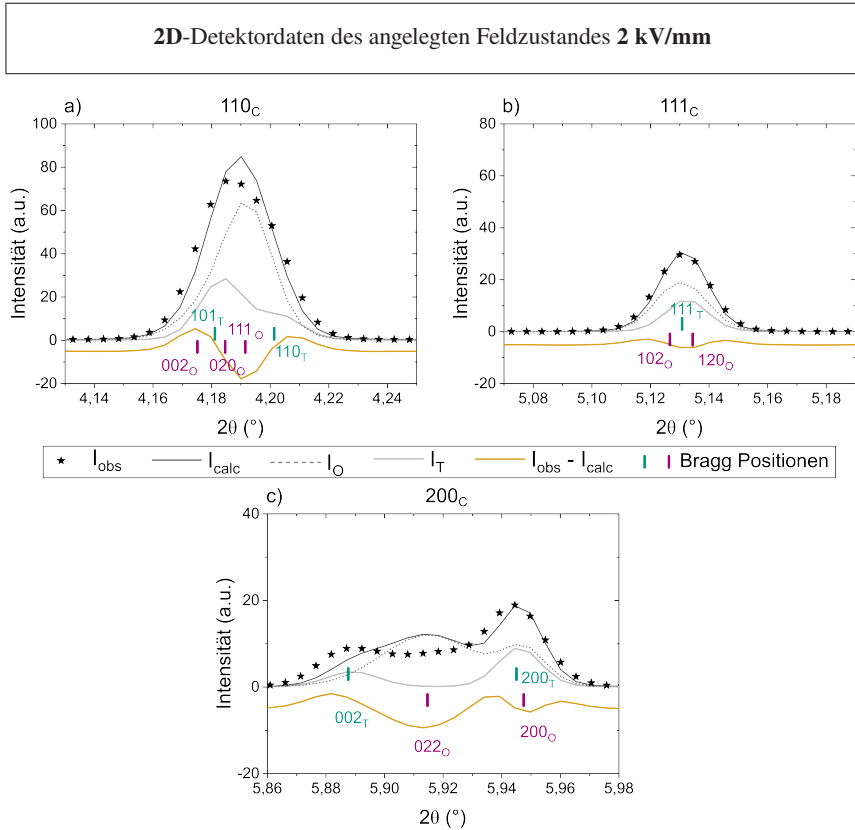 2D-Detektordaten des angelegten Feldzustandes 2 kV/mm
a)
110C
Intensität (a.u.)
100
80
60
40
20
0
-20
101T
111O
110T
002O
020O
4,14
4,16
4,18
4,20
4,22
4,24
2θ (°)
b)
111C
Intensität (a.u.)
80
60
40
20
0
-20
111T
102O
120O
5,08
5,10
5,12
5,14
5,16
5,18
2θ (°)
Iobs
Icalc
IO
IT
Iobs - Icalc
Bragg Positionen
c)
200C
Intensität (a.u.)
40
20
0
-20
002T
200T
022O
200O
5,86
5,88
5,90
5,92
5,94
5,96
5,98
2θ (°)